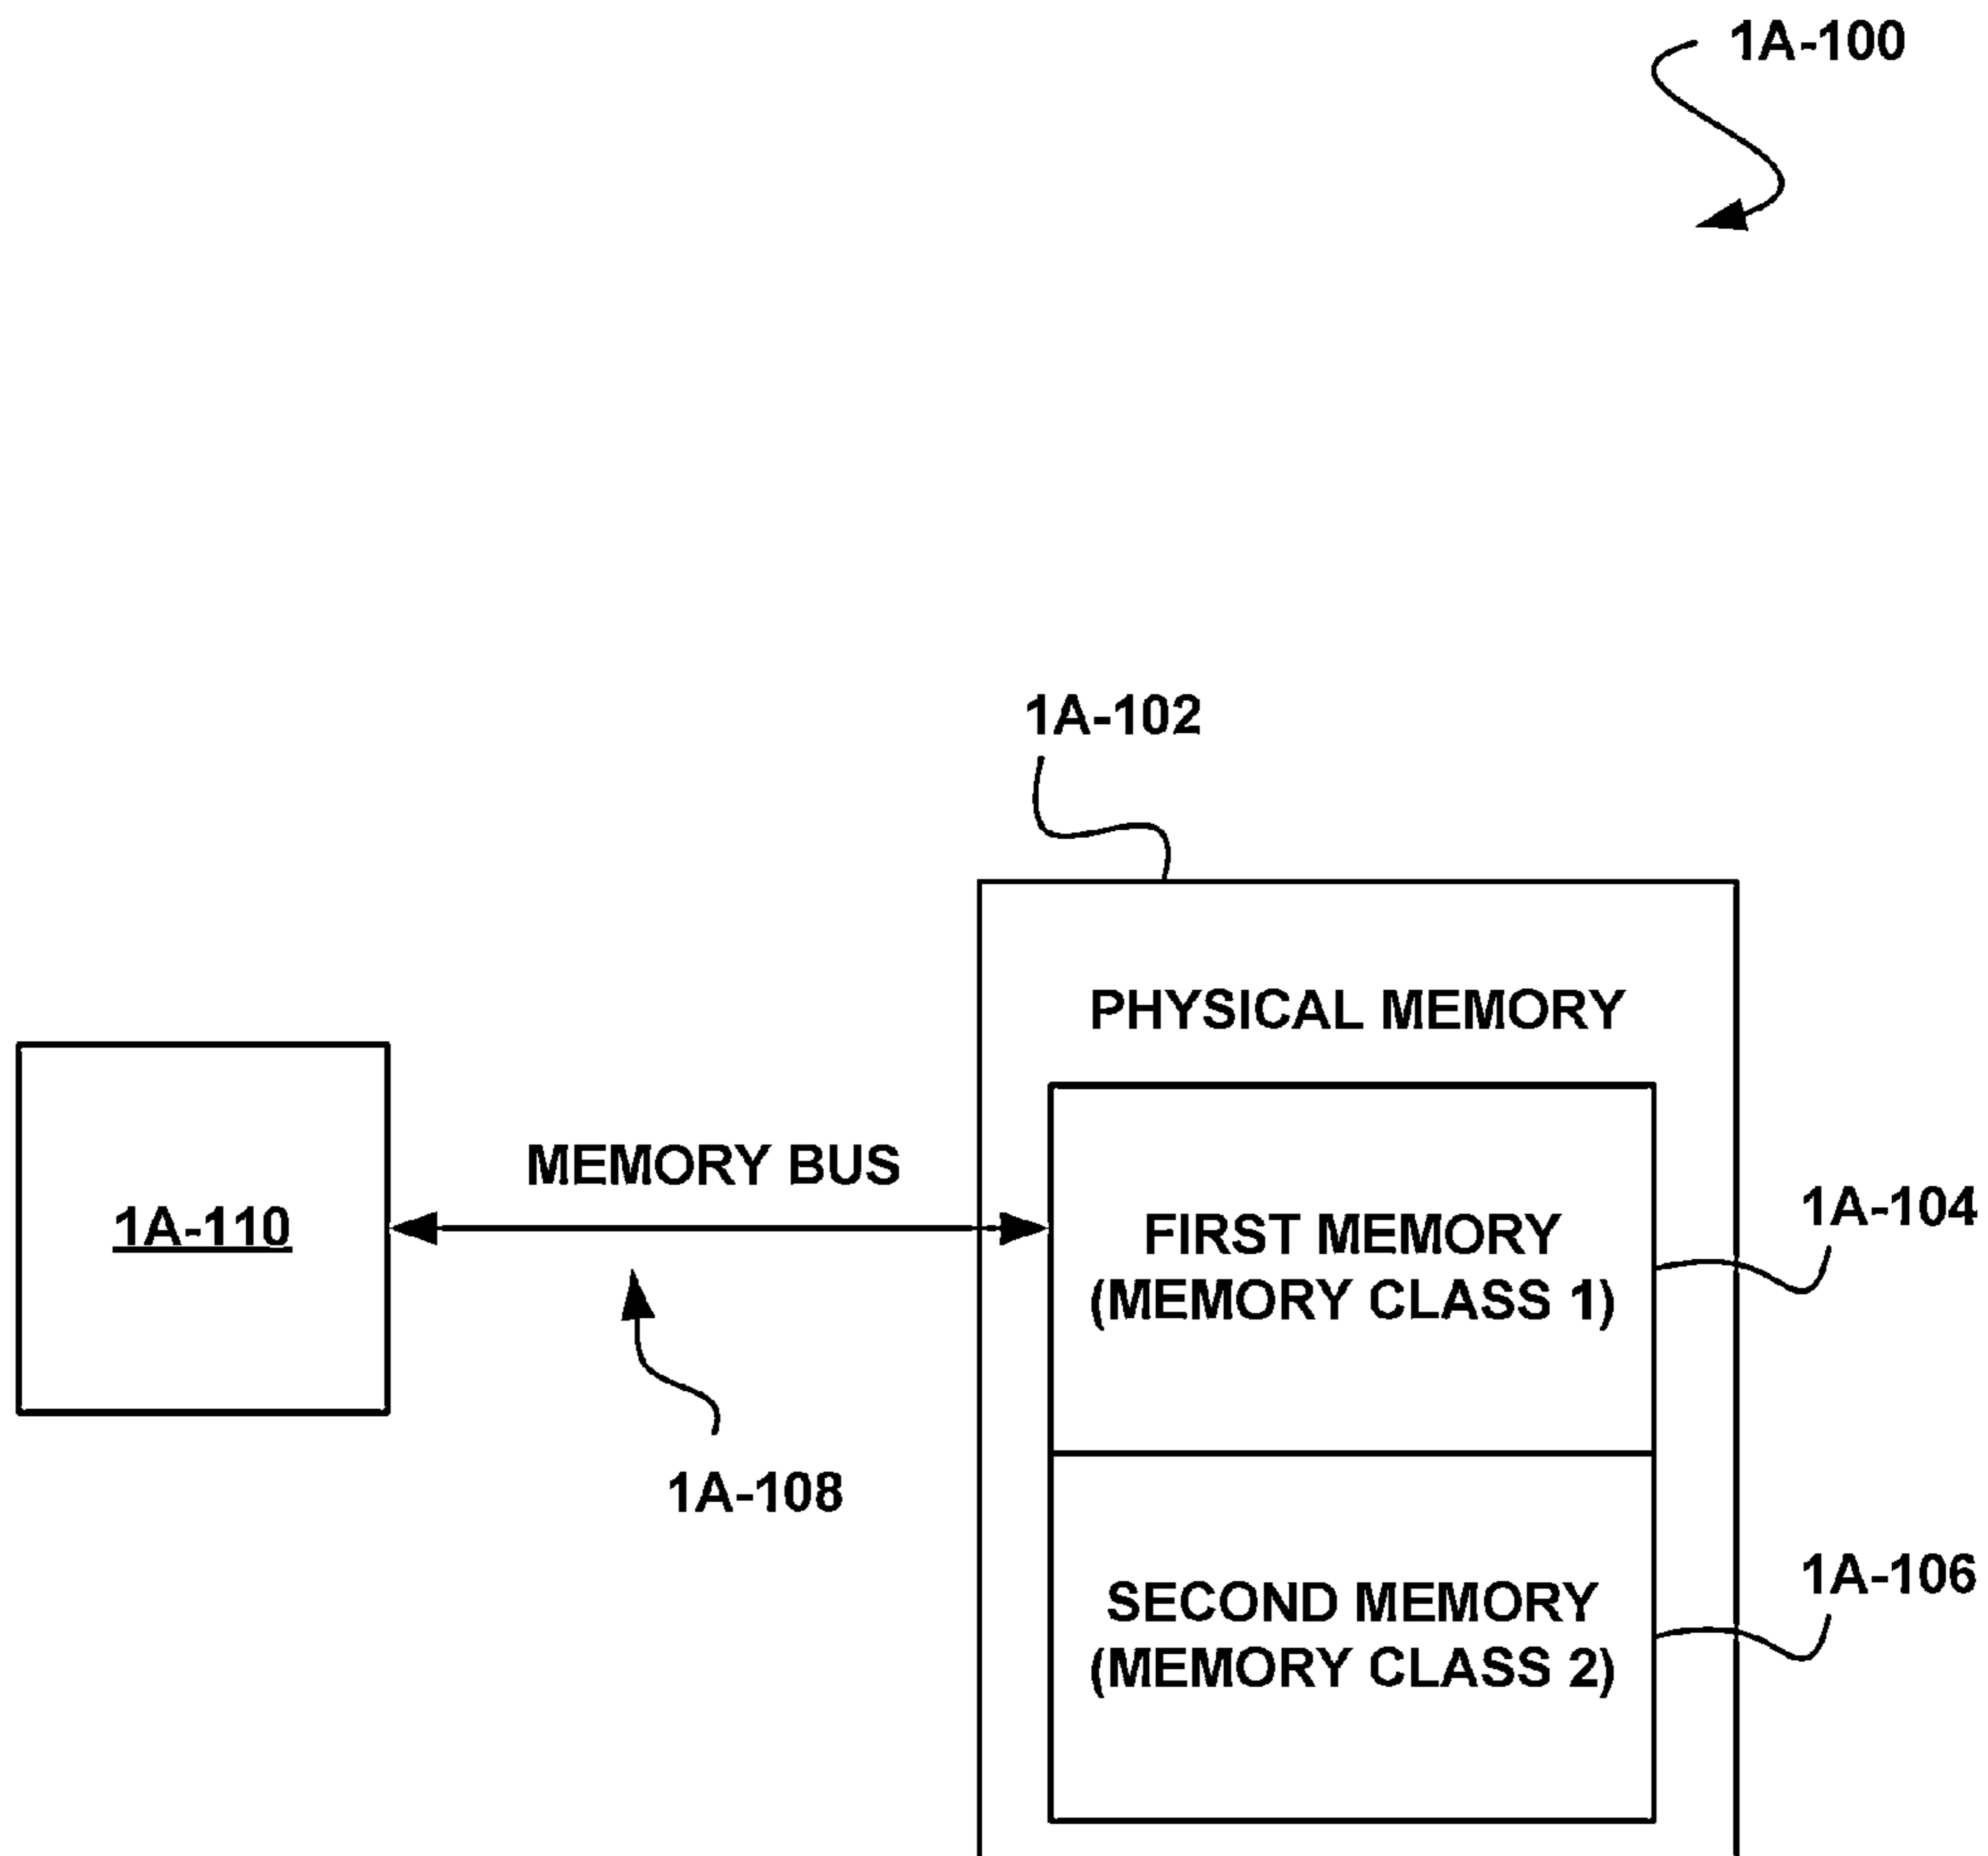 1A-100
1A-102
PHYSICAL MEMORY
MEMORY BUS
1A-110
FIRST MEMORY
(MEMORY CLASS 1)
1A-104
1A-108
SECOND MEMORY
(MEMORY CLASS 2)
1A-106